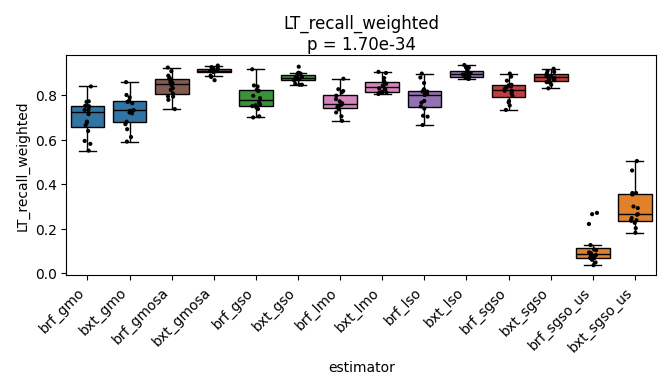 LT_recall_weighted
p = 1.70e-34
LT_recall_weighted
0.8
0.6
0.4
0.2
0.0
brf_gmo
bxt_gmo
brf_gmosa
bxt_gmosa
brf_gso
bxt_gso
brf_lmo
bxt_lmo
brf_lso
bxt_lso
brf_sgso
bxt_sgso
brf_sgso_us
bxt_sgso_us
estimator